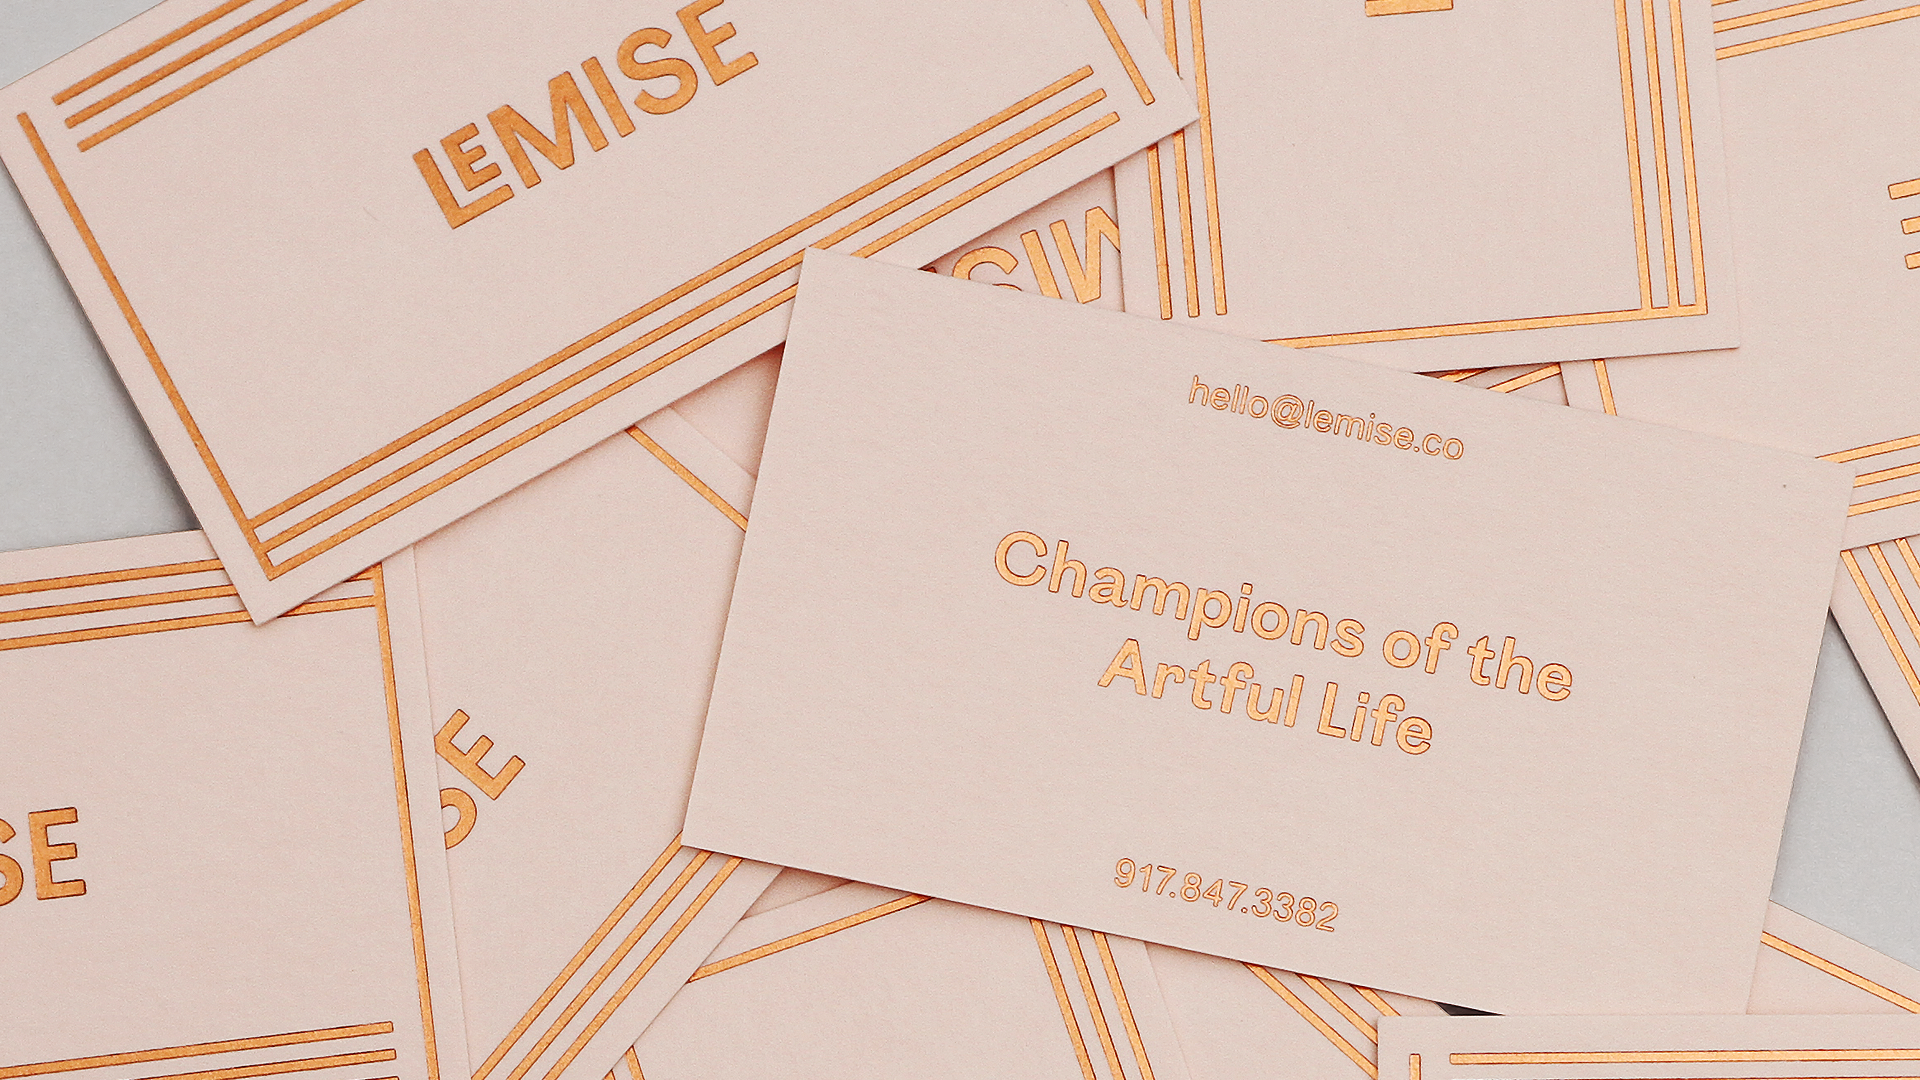 LEMISE
hello@lemise.co
Champions of the
Artful Life
917.847.3382
SE
SE